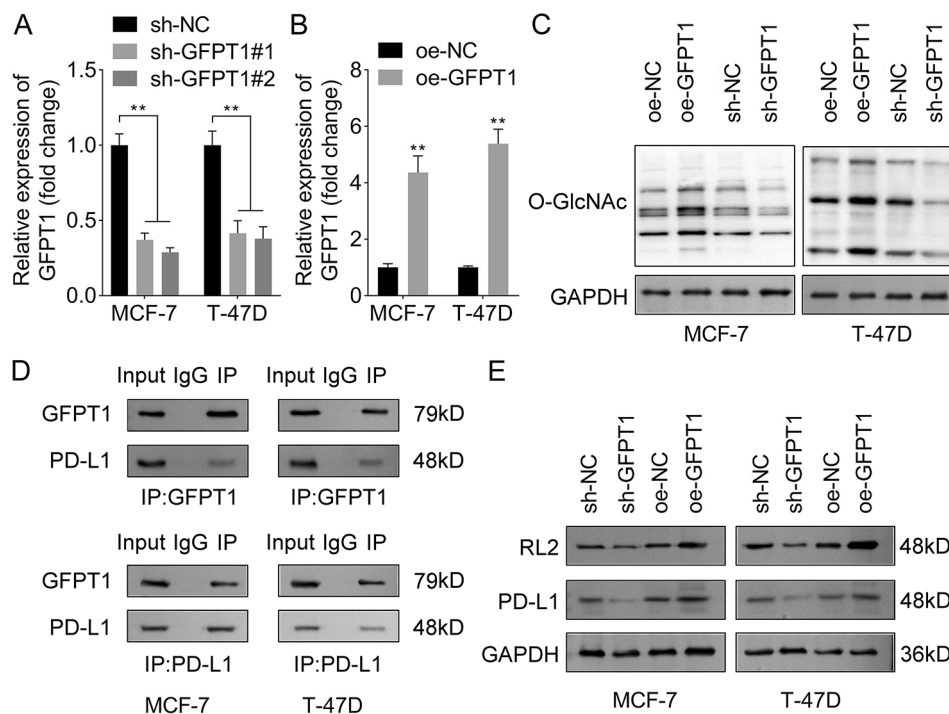 A
sh-NC
sh-GFPT1#1
sh-GFPT1#2
Relative expression of
GFPT1 (fold change)
1.5
1.0
0.5
0.0
**
**
MCF-7 T-47D
B
oe-NC
oe-GFPT1
Relative expression of
GFPT1 (fold change)
8
6
4
2
0
**
**
MCF-7 T-47D
C
oe-NC
oe-GFPT1
sh-NC
sh-GFPT1
oe-NC
oe-GFPT1
sh-NC
sh-GFPT1
O-GlcNAc
GAPDH
MCF-7 T-47D
D
Input IgG IP Input IgG IP
GFPT1 79kD
PD-L1 48kD
IP:GFPT1 IP:GFPT1
Input IgG IP Input IgG IP
GFPT1 79kD
PD-L1 48kD
IP:PD-L1 IP:PD-L1
MCF-7 T-47D
E
sh-NC
sh-GFPT1
oe-NC
oe-GFPT1
sh-NC
sh-GFPT1
oe-NC
oe-GFPT1
RL2 48kD
PD-L1 48kD
GAPDH 36kD
MCF-7 T-47D